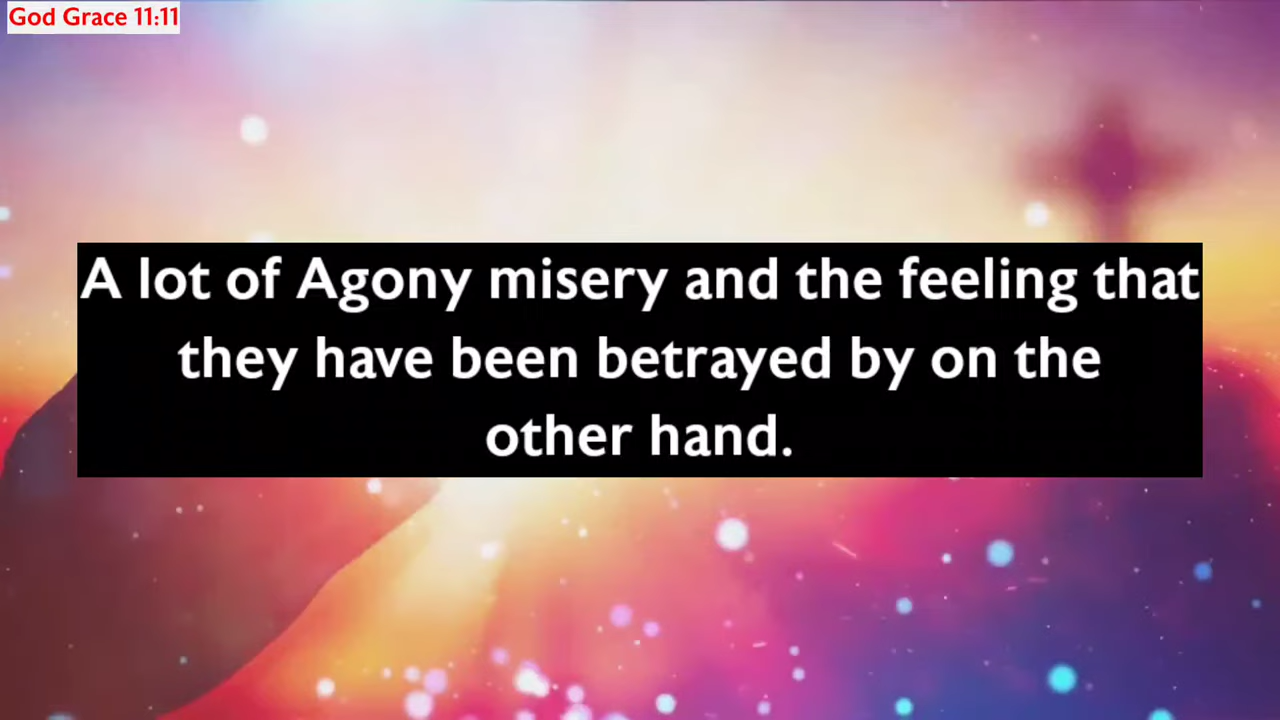 God Grace 11:11
A lot of Agony misery and the feeling that
they have been betrayed by on the
other hand.